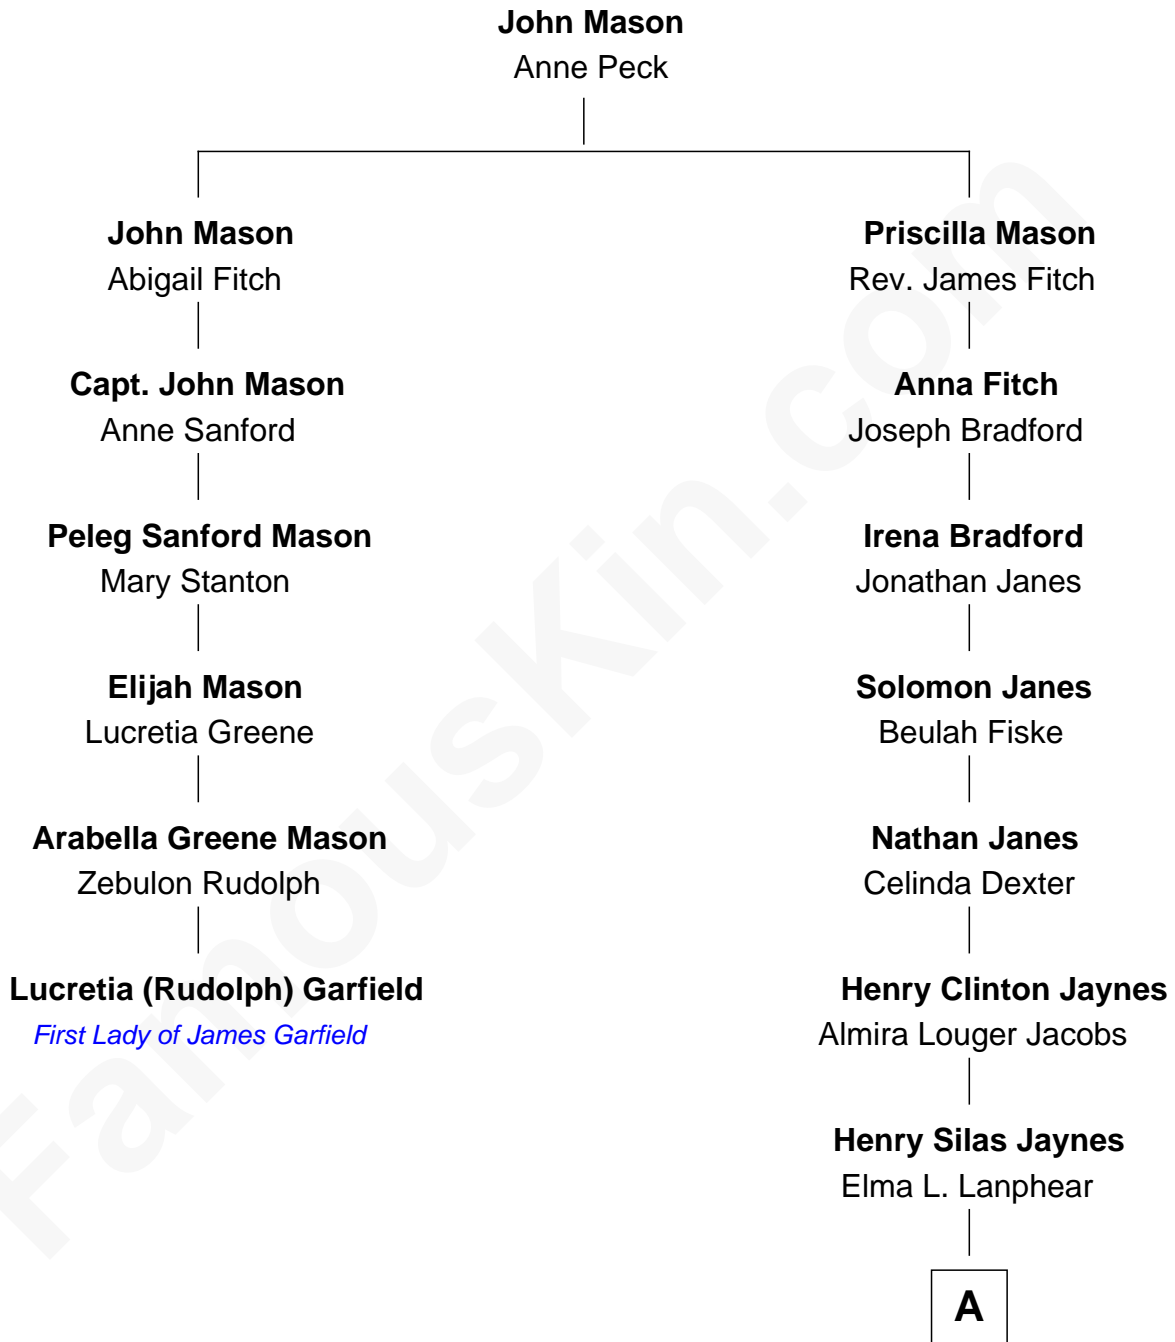 John Mason
Anne Peck
John Mason
Abigail Fitch
Capt. John Mason
Anne Sanford
Peleg Sanford Mason
Mary Stanton
Elijah Mason
Lucretia Greene
Arabella Greene Mason
Zebulon Rudolph
Lucretia (Rudolph) Garfield
First Lady of James Garfield
Priscilla Mason
Rev. James Fitch
Anna Fitch
Joseph Bradford
Irena Bradford
Jonathan Janes
Solomon Janes
Beulah Fiske
Nathan Janes
Celinda Dexter
Henry Clinton Jaynes
Almira Louger Jacobs
Henry Silas Jaynes
Elma L. Lanphear
A
FamousKin.com